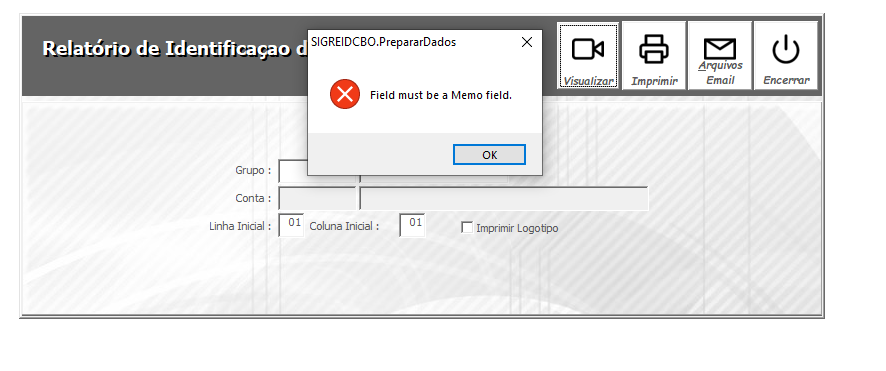 Relatório de Identificaçao d
SIGREIDCBO.PrepararDados
Field must be a Memo field.
OK
Visualizar
Imprimir
Arquivos
Email
Encerrar
Grupo :
Conta :
Linha Inicial : 01 Coluna Inicial : 01 Imprimir Logotipo